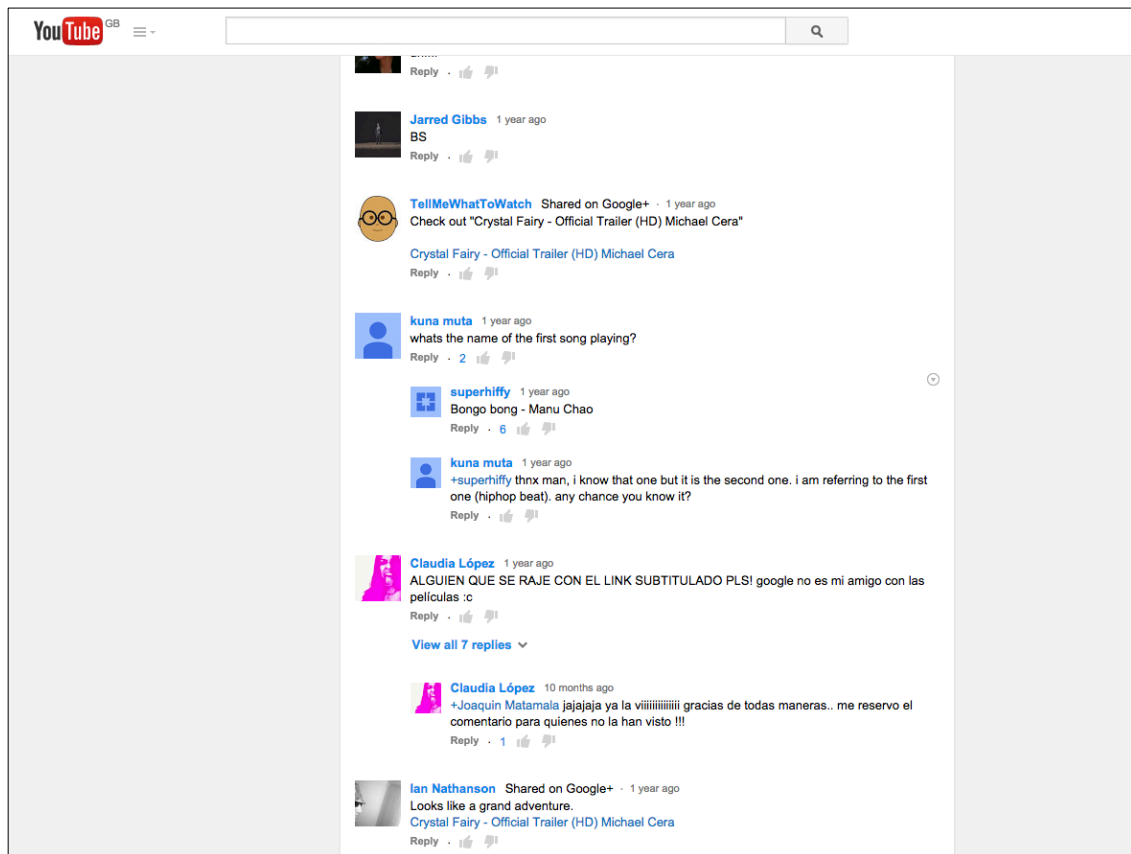 YouTube GB
Reply ·
Jarred Gibbs 1 year ago
BS
Reply ·
TellMeWhatToWatch Shared on Google+ · 1 year ago
Check out "Crystal Fairy - Official Trailer (HD) Michael Cera"
Crystal Fairy - Official Trailer (HD) Michael Cera
Reply ·
kuna muta 1 year ago
whats the name of the first song playing?
Reply · 2
superhiffy 1 year ago
Bongo bong - Manu Chao
Reply · 6
kuna muta 1 year ago
+superhiffy thnx man, i know that one but it is the second one. i am referring to the first
one (hiphop beat). any chance you know it?
Reply ·
Claudia López 1 year ago
ALGUIEN QUE SE RAJE CON EL LINK SUBTITULADO PLS! google no es mi amigo con las
películas :c
Reply ·
View all 7 replies
Claudia López 10 months ago
+Joaquin Matamala jajajaja ya la viiiiiiiiiiiiii gracias de todas maneras.. me reservo el
comentario para quienes no la han visto !!!
Reply · 1
Ian Nathanson Shared on Google+ · 1 year ago
Looks like a grand adventure.
Crystal Fairy - Official Trailer (HD) Michael Cera
Reply ·